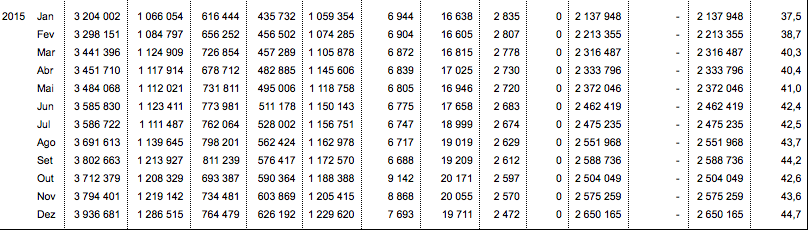 2015 Jan 3 204 002 1 066 054 616 444 435 732 1 059 354 6 944 16 638 2 835 0 2 137 948 - 2 137 948 37,5
Fev 3 298 151 1 084 797 656 252 456 502 1 074 285 6 904 16 605 2 807 0 2 213 355 - 2 213 355 38,7
Mar 3 441 396 1 124 909 726 854 457 289 1 105 878 6 872 16 815 2 778 0 2 316 487 - 2 316 487 40,3
Abr 3 451 710 1 117 914 678 712 482 885 1 145 606 6 839 17 025 2 730 0 2 333 796 - 2 333 796 40,4
Mai 3 484 068 1 112 021 731 811 495 006 1 118 758 6 805 16 946 2 720 0 2 372 046 - 2 372 046 41,0
Jun 3 585 830 1 123 411 773 981 511 178 1 150 143 6 775 17 658 2 683 0 2 462 419 - 2 462 419 42,4
Jul 3 586 722 1 111 487 762 064 528 002 1 156 751 6 747 18 999 2 674 0 2 475 235 - 2 475 235 42,5
Ago 3 691 613 1 139 645 798 201 562 424 1 162 978 6 717 19 019 2 629 0 2 551 968 - 2 551 968 43,7
Set 3 802 663 1 213 927 811 239 576 417 1 172 570 6 688 19 209 2 612 0 2 588 736 - 2 588 736 44,2
Out 3 712 379 1 208 329 693 387 590 364 1 188 388 9 142 20 171 2 597 0 2 504 049 - 2 504 049 42,6
Nov 3 794 401 1 219 142 734 481 603 869 1 205 415 8 868 20 055 2 570 0 2 575 259 - 2 575 259 43,6
Dez 3 936 681 1 286 515 764 479 626 192 1 229 620 7 693 19 711 2 472 0 2 650 165 - 2 650 165 44,7